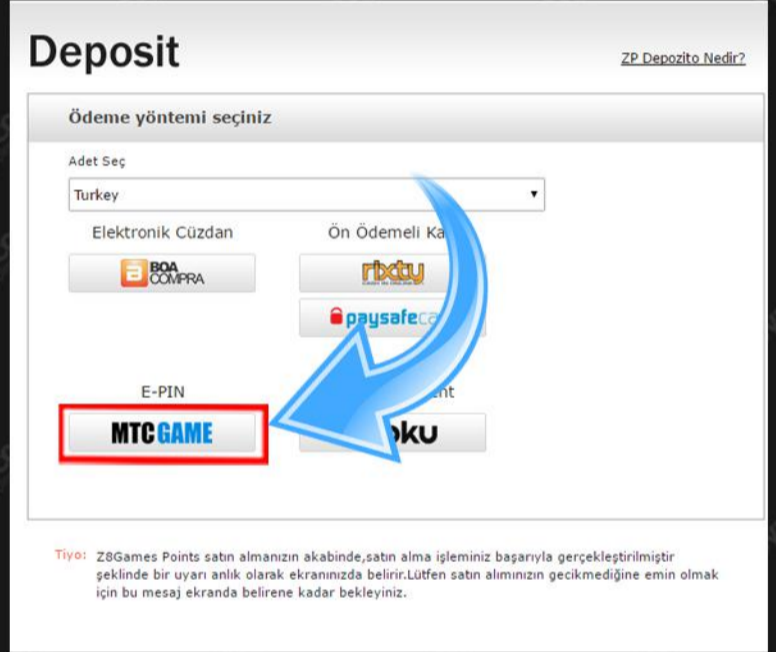 Deposit
ZP Depozito Nedir?
Ödeme yöntemi seçiniz
Adet Seç
Turkey
Elektronik Cüzdan
Ön Ödemeli
BOA
COMPRA
rixty
paysafe
E-PIN
MTCGAME
Tiyo: Z8Games Points satın almanızın akabinde,satın alma işleminiz başarıyla gerçekleştirilmiştir
şeklinde bir uyarı anlık olarak ekranınızda belirir.Lütfen satın alımınızın gecikmediğine emin olmak
için bu mesaj ekranda belirene kadar bekleyiniz.